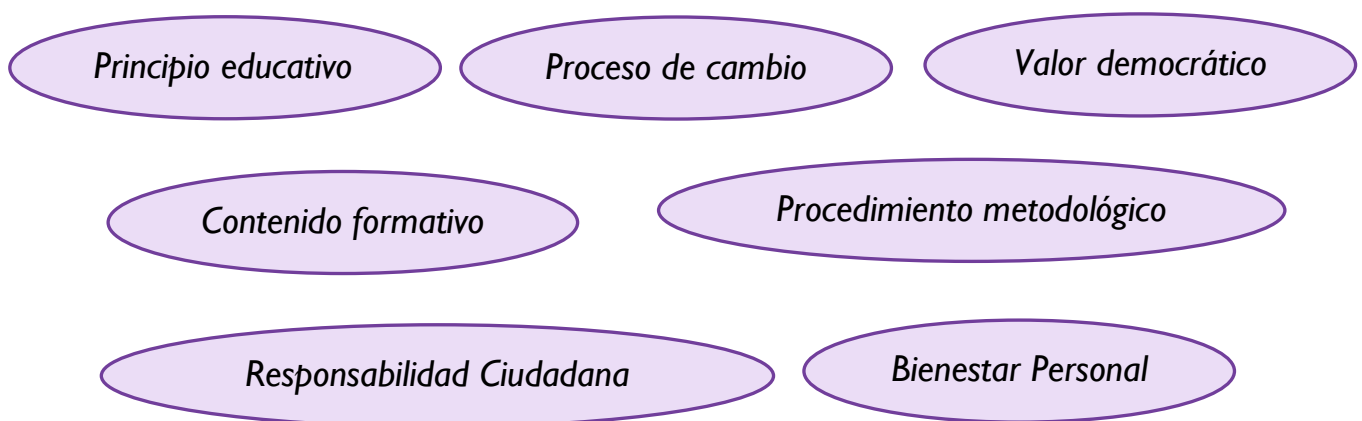 Principio educativo
Proceso de cambio
Valor democrático
Contenido formativo
Procedimiento metodológico
Responsabilidad Ciudadana
Bienestar Personal